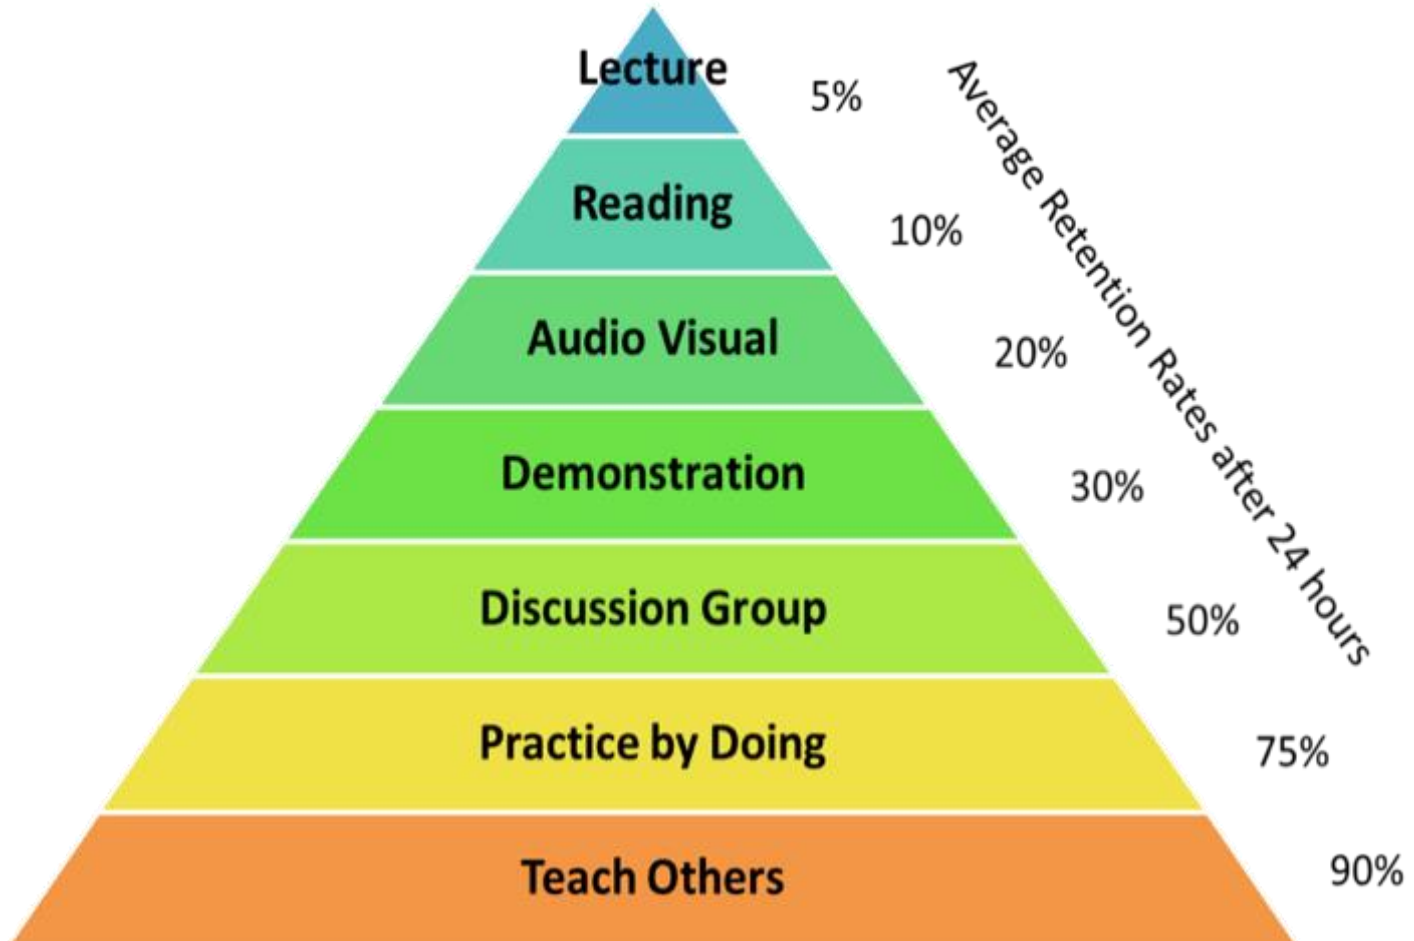 Lecture
5%
Reading
10%
Audio Visual
20%
Demonstration
30%
Discussion Group
50%
Practice by Doing
75%
Teach Others
90%
Average Retention Rates after 24 hours